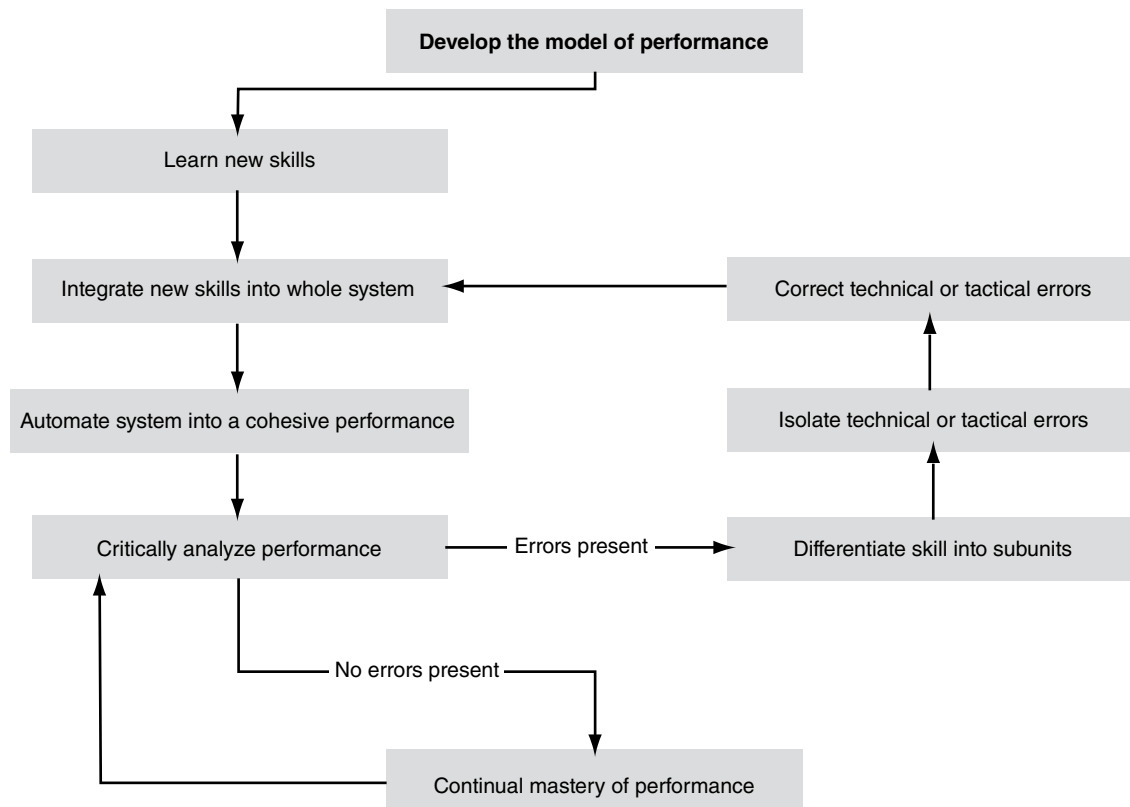 Develop the model of performance
Learn new skills
Integrate new skills into whole system
Correct technical or tactical errors
Automate system into a cohesive performance
Isolate technical or tactical errors
Critically analyze performance
Errors present
Differentiate skill into subunits
No errors present
Continual mastery of performance